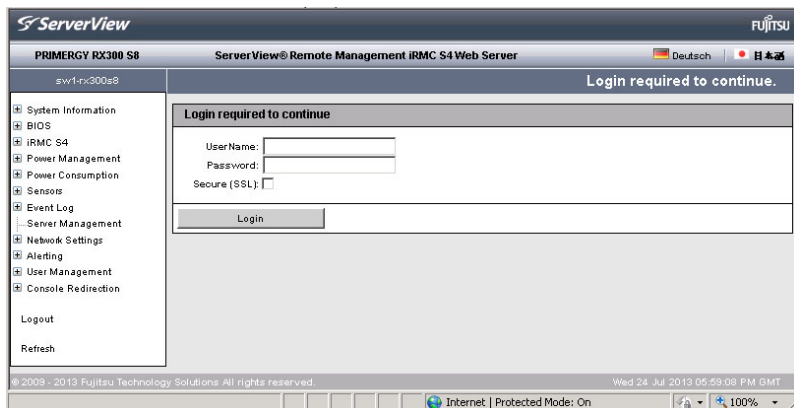 ServerView
FUJITSU
PRIMERGY RX300 S8
ServerView® Remote Management iRMC S4 Web Server
Deutsch
日本語
sw1-rx300s8
Login required to continue.
System Information
BIOS
iRMC S4
Power Management
Power Consumption
Sensors
Event Log
Server Management
Network Settings
Alerting
User Management
Console Redirection
Logout
Refresh
Login required to continue
UserName:
Password:
Secure (SSL):
Login
© 2009 - 2013 Fujitsu Technology Solutions All rights reserved.
Wed 24 Jul 2013 05:59:08 PM GMT
Internet | Protected Mode: On
100%